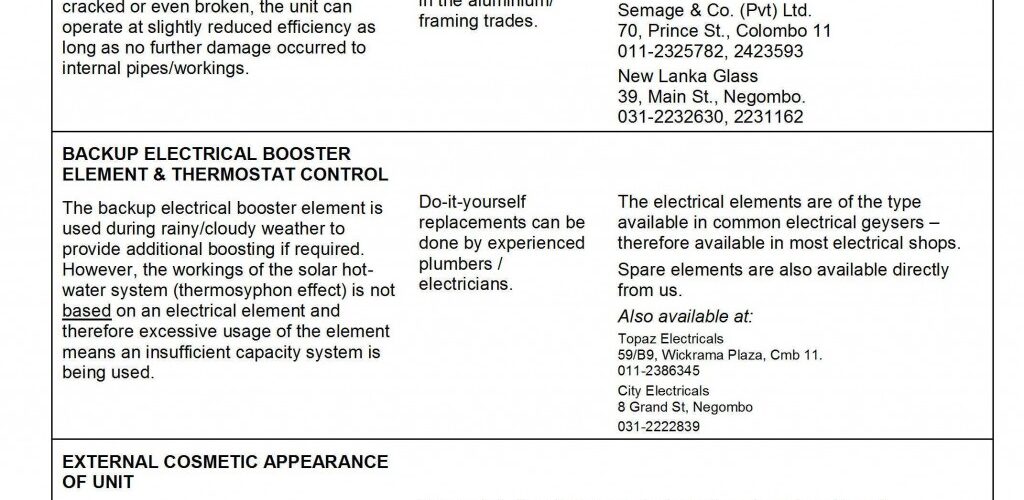 cracked or even broken, the unit can
operate at slightly reduced efficiency as
long as no further damage occurred to
internal pipes/workings.
in the aluminium/
framing trades.
Semage & Co. (Pvt) Ltd.
70, Prince St., Colombo 11
011-2325782, 2423593
New Lanka Glass
39, Main St., Negombo.
031-2232630, 2231162
BACKUP ELECTRICAL BOOSTER
ELEMENT & THERMOSTAT CONTROL
The backup electrical booster element is
used during rainy/cloudy weather to
provide additional boosting if required.
However, the workings of the solar hot-
water system (thermosyphon effect) is not
based on an electrical element and
therefore excessive usage of the element
means an insufficient capacity system is
being used.
Do-it-yourself
replacements can be
done by experienced
plumbers /
electricians.
The electrical elements are of the type
available in common electrical geysers –
therefore available in most electrical shops.
Spare elements are also available directly
from us.
Also available at:
Topaz Electricals
59/B9, Wickrama Plaza, Cmb 11.
011-2386345
City Electricals
8 Grand St, Negombo
031-2222839
EXTERNAL COSMETIC APPEARANCE
OF UNIT